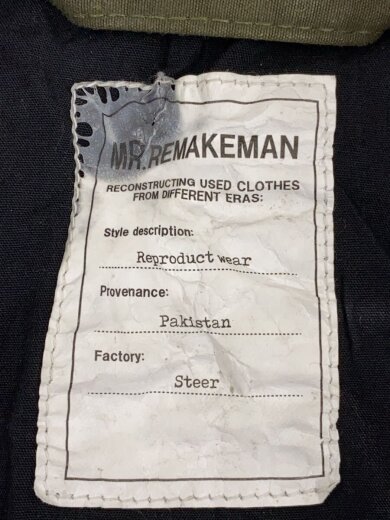 MR.REMAKEMAN
RECONSTRUCTING USED CLOTHES
FROM DIFFERENT ERAS:
Style description:
Reproduct wear
Provenance:
Pakistan
Factory:
Steer